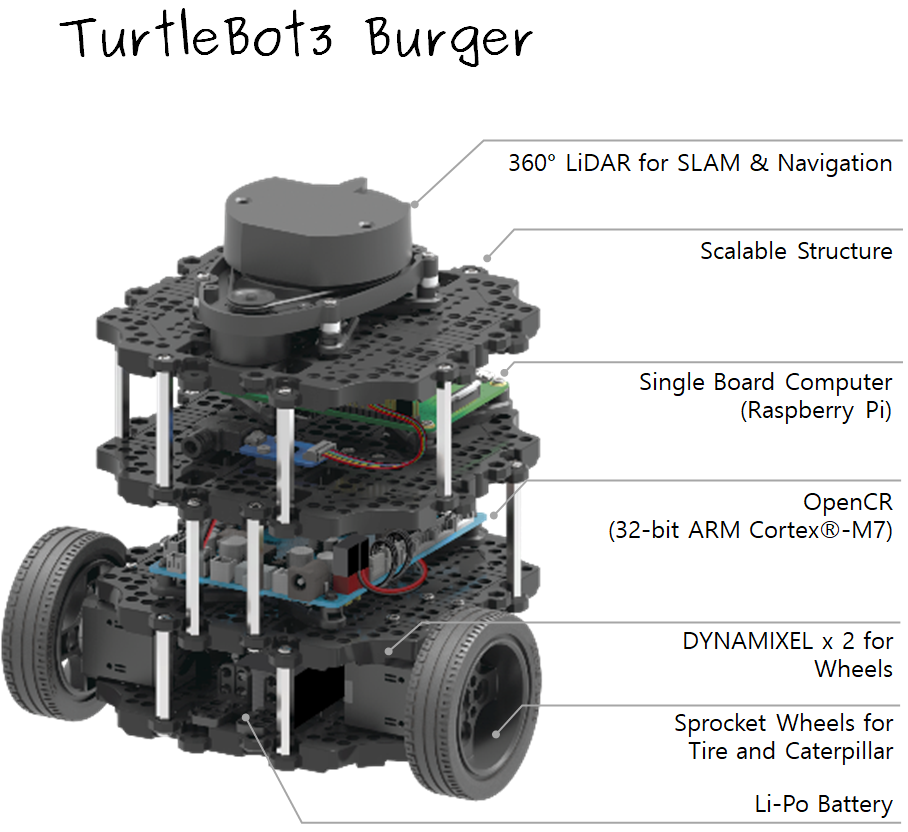 TurtleBot3 Burger
360° LiDAR for SLAM & Navigation
Scalable Structure
Single Board Computer
(Raspberry Pi)
OpenCR
(32-bit ARM Cortex®-M7)
DYNAMIXEL x 2 for
Wheels
Sprocket Wheels for
Tire and Caterpillar
Li-Po Battery